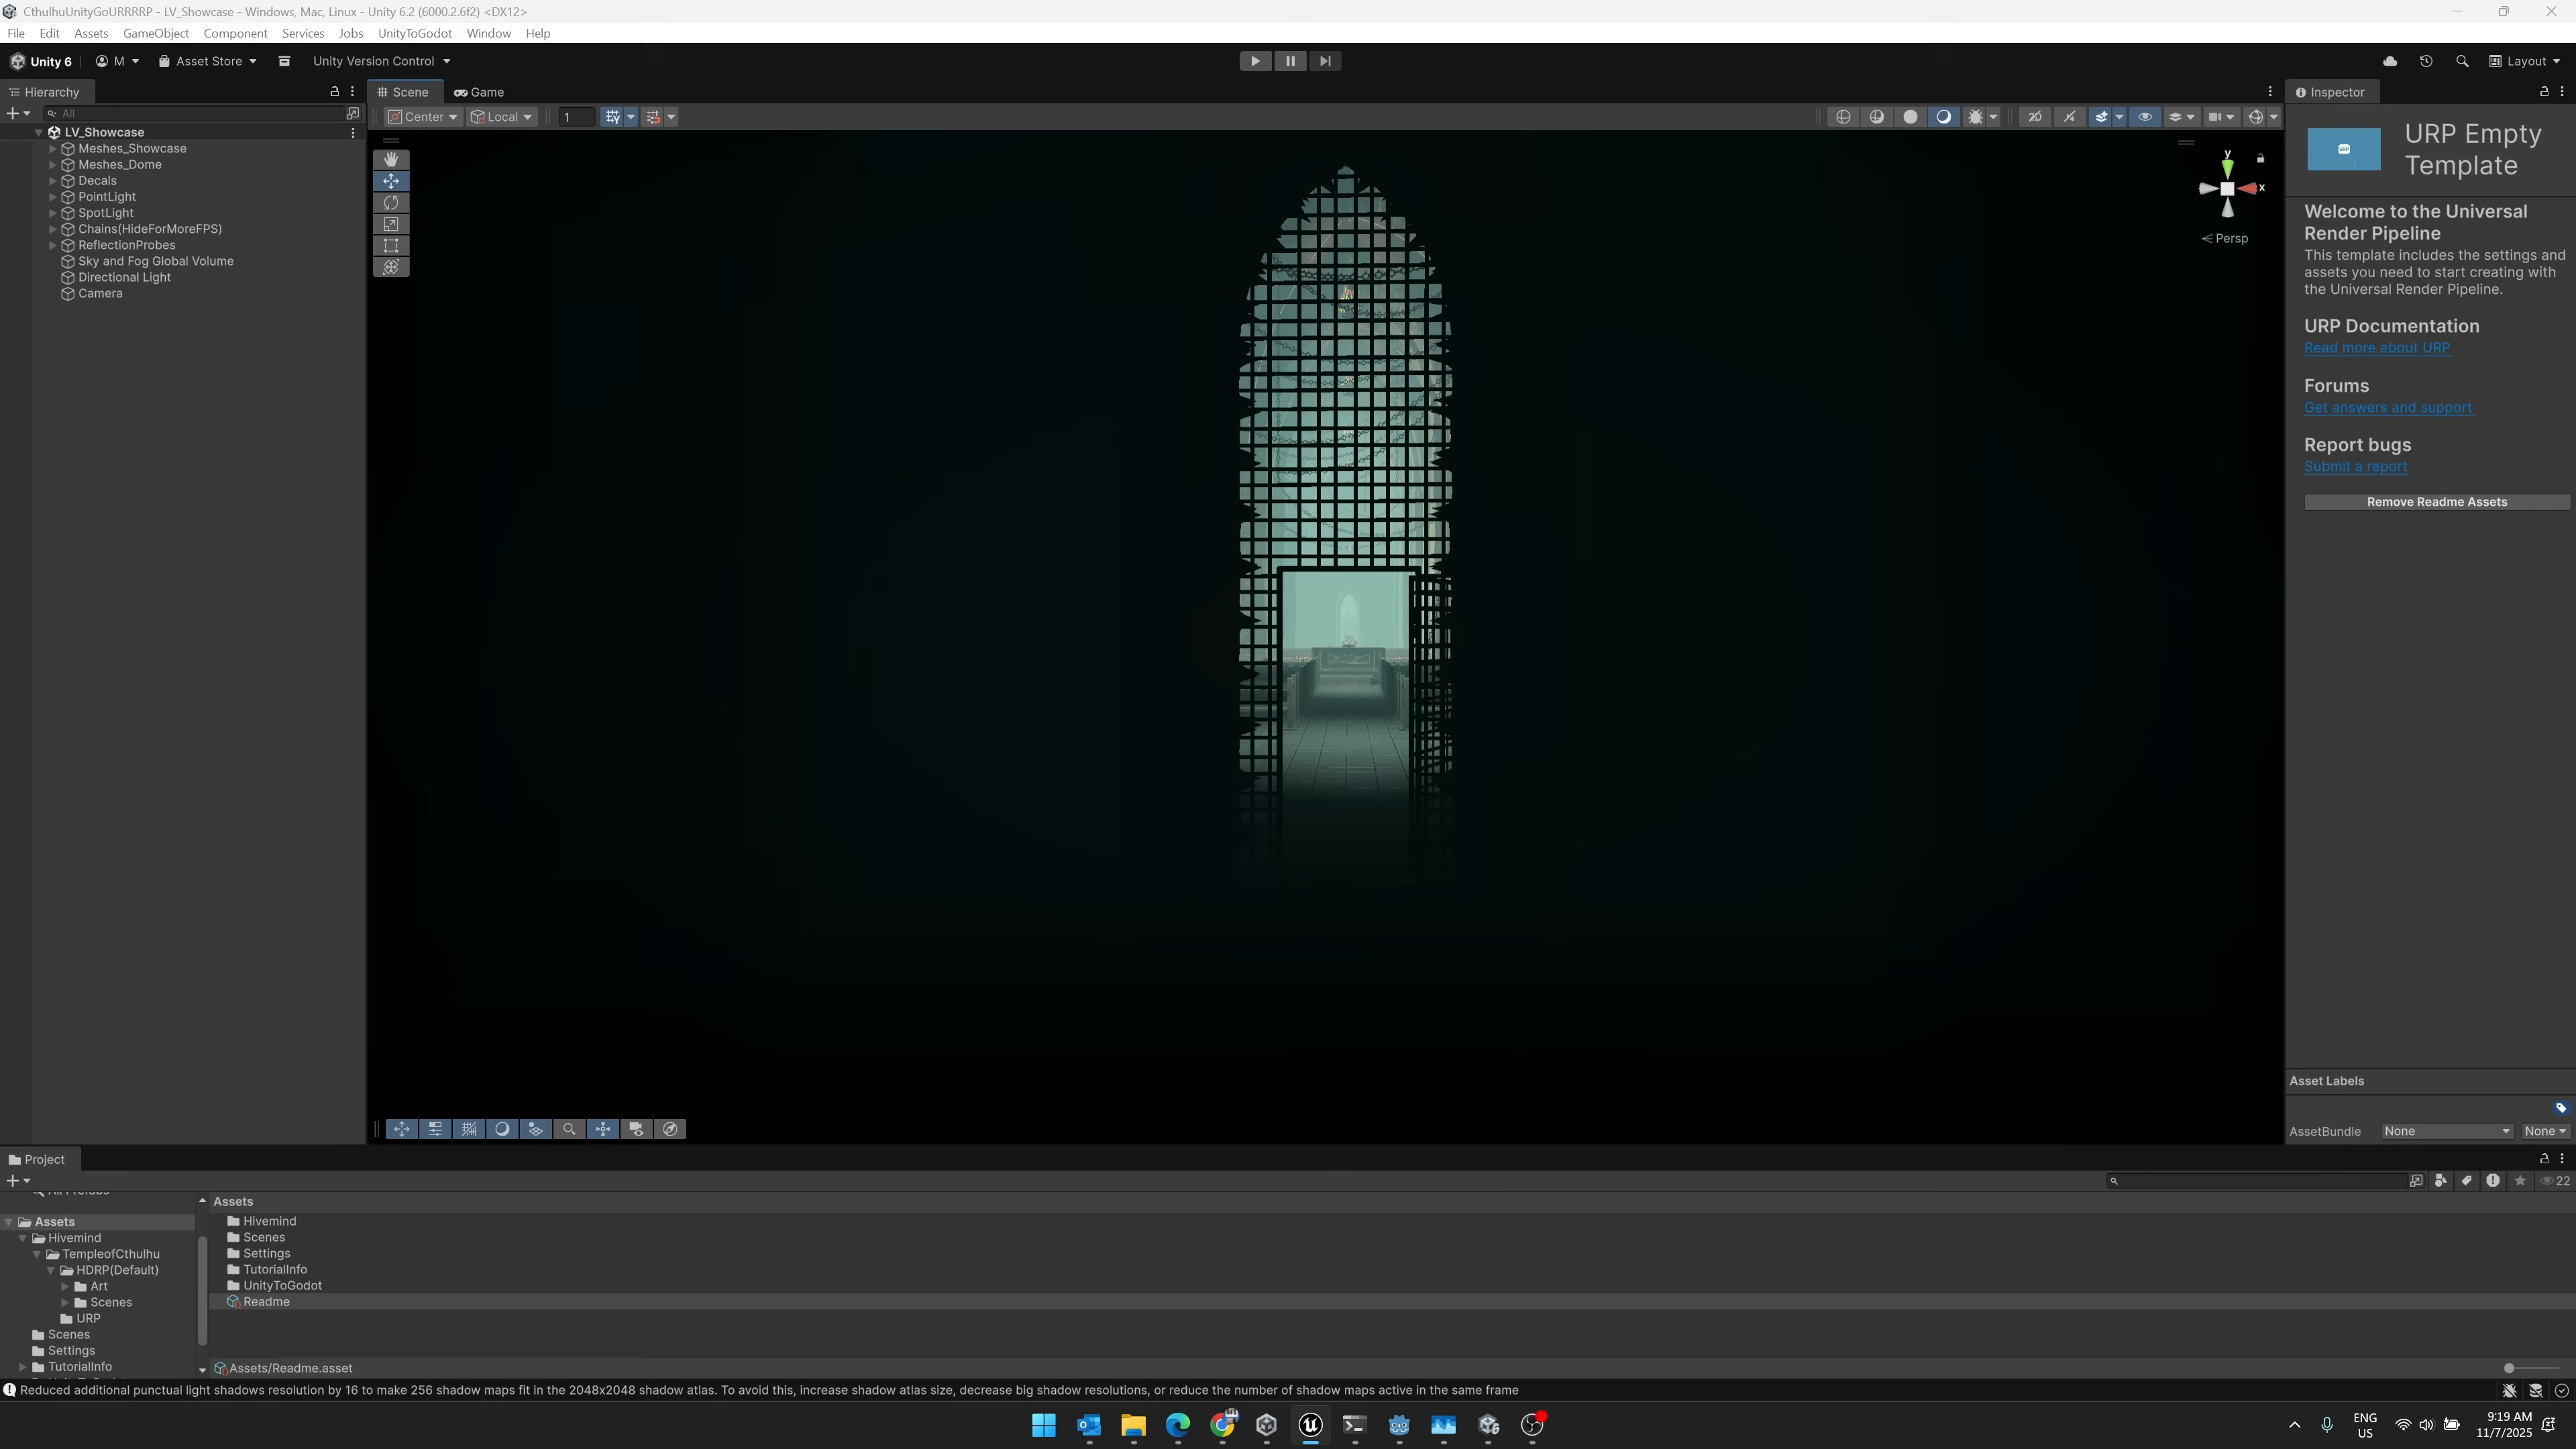 CthulhuUnityGoURRRRP - LV_Showcase - Windows, Mac, Linux - Unity 6.2 (6000.2.6f2) <DX12>
File Edit Assets GameObject Component Services Jobs UnityToGodot Window Help
Unity 6 M Asset Store Unity Version Control Layout
Hierarchy
All
LV_Showcase
Meshes_Showcase
Meshes_Dome
Decals
PointLight
SpotLight
Chains(HideForMoreFPS)
ReflectionProbes
Sky and Fog Global Volume
Directional Light
Camera
Scene Game
Center Local 1 2D
y
x
Persp
Inspector
URP Empty
Template
Welcome to the Universal
Render Pipeline
This template includes the settings and
assets you need to start creating with
the Universal Render Pipeline.
URP Documentation
Read more about URP
Forums
Get answers and support
Report bugs
Submit a report
Remove Readme Assets
Asset Labels
AssetBundle None None
Project
22
Assets
Hivemind
TempleofCthulhu
HDRP(Default)
Art
Scenes
URP
Scenes
Settings
TutorialInfo
Assets
Hivemind
Scenes
Settings
TutorialInfo
UnityToGodot
Readme
Assets/Readme.asset
Reduced additional punctual light shadows resolution by 16 to make 256 shadow maps fit in the 2048x2048 shadow atlas. To avoid this, increase shadow atlas size, decrease big shadow resolutions, or reduce the number of shadow maps active in the same frame
ENG
US
9:19 AM
11/7/2025